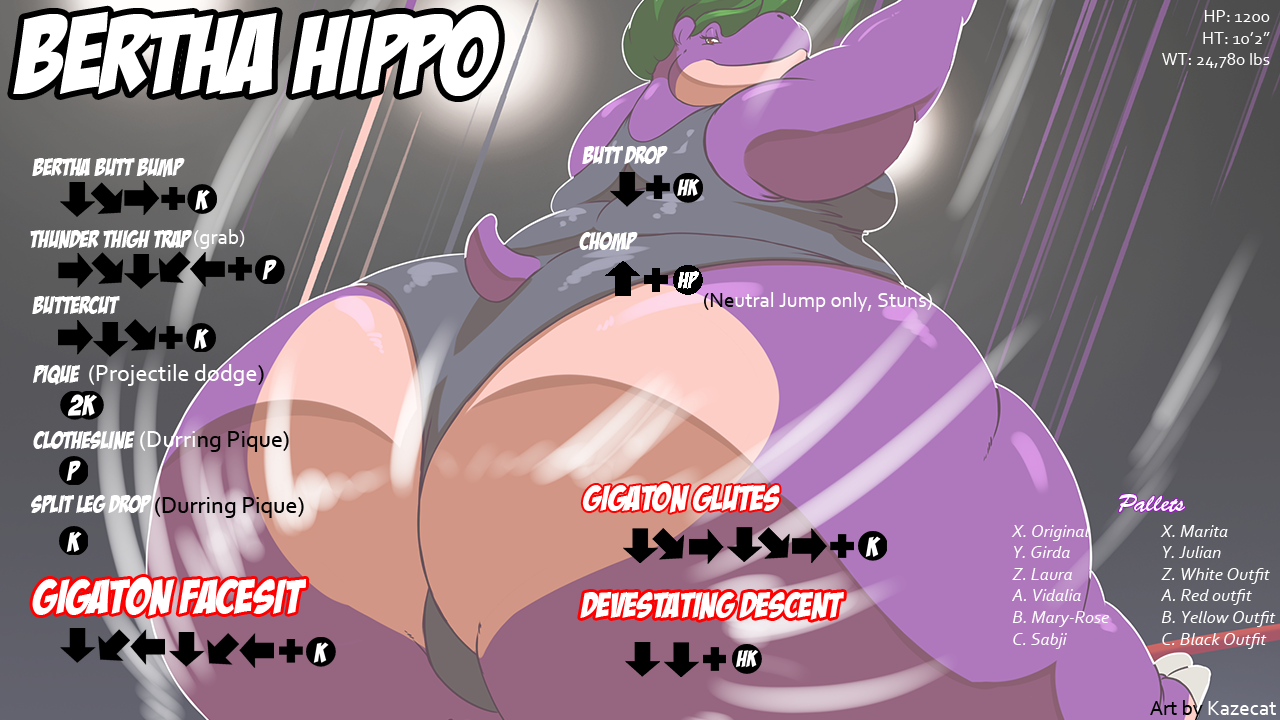 BERTHA HIPPO
HP: 1200
HT: 10'2"
WT: 24,780 lbs
BERTHA BUTT BUMP
+ K
THUNDER THIGH TRAP (grab)
+ P
BUTTERCUT
+ K
PIQUE (Projectile dodge)
2K
CLOTHESLINE (Durring Pique)
P
SPLIT LEG DROP (Durring Pique)
K
GIGATON FACESIT
+ K
BUTT DROP
+ HK
CHOMP
+ HP
(Neutral Jump only, Stuns)
GIGATON GLUTES
+ K
DEVESTATING DESCENT
+ HK
Pallets
X. Original
Y. Girda
Z. Laura
A. Vidalia
B. Mary-Rose
C. Sabji
X. Marita
Y. Julian
Z. White Outfit
A. Red outfit
B. Yellow Outfit
C. Black Outfit
Art by Kazecat